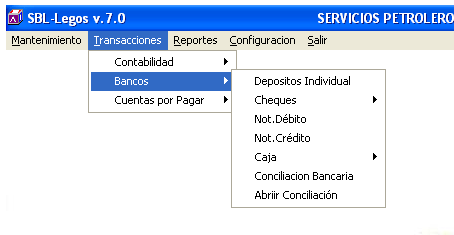 SBL-Legos v.7.0 SERVICIOS PETROLERO
Mantenimiento Transacciones Reportes Configuracion Salir
Contabilidad
Bancos Depositos Individual
Cuentas por Pagar Cheques
Not.Débito
Not.Crédito
Caja
Conciliacion Bancaria
Abriir Conciliación